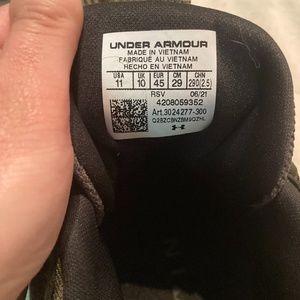 UNDER ARMOUR
MADE IN VIETNAM
FABRIQUÉ AU VIETNAM
HECHO EN VIETNAM
USA UK EUR CM CHN
11 10 45 29 290(2.5)
RSV 06/21
4208059352
Art.3024277-300